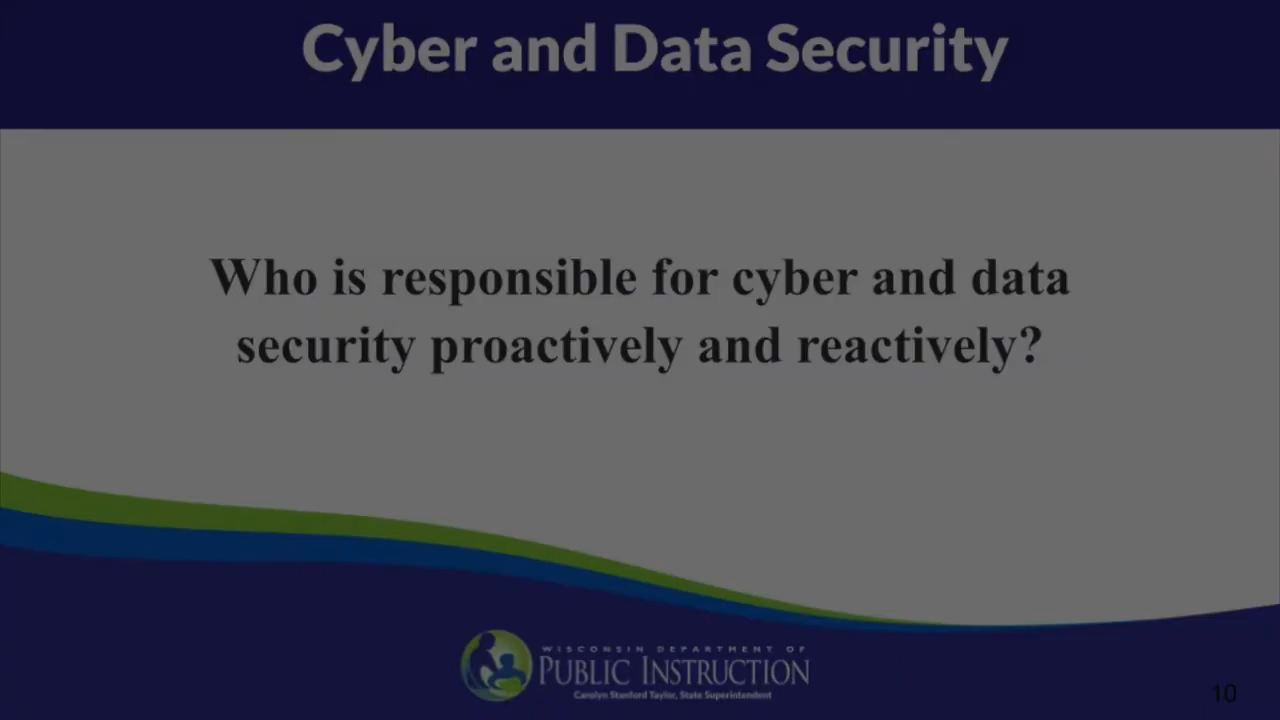 Cyber and Data Security
Who is responsible for cyber and data
security proactively and reactively?
WISCONSIN DEPARTMENT OF
PUBLIC INSTRUCTION
Carolyn Stanford Taylor, State Superintendent
10